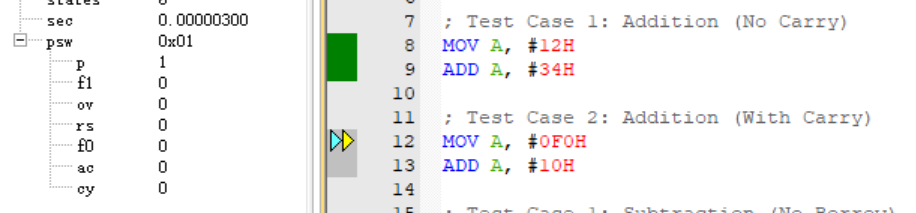 states
sec 0.00000300
psw 0x01
p 1
f1 0
ov 0
rs 0
f0 0
ac 0
cy 0
7 ; Test Case 1: Addition (No Carry)
8 MOV A, #12H
9 ADD A, #34H
10
11 ; Test Case 2: Addition (With Carry)
12 MOV A, #0F0H
13 ADD A, #10H
14
15 ; Test Case 1: Subtraction (No Borrow)